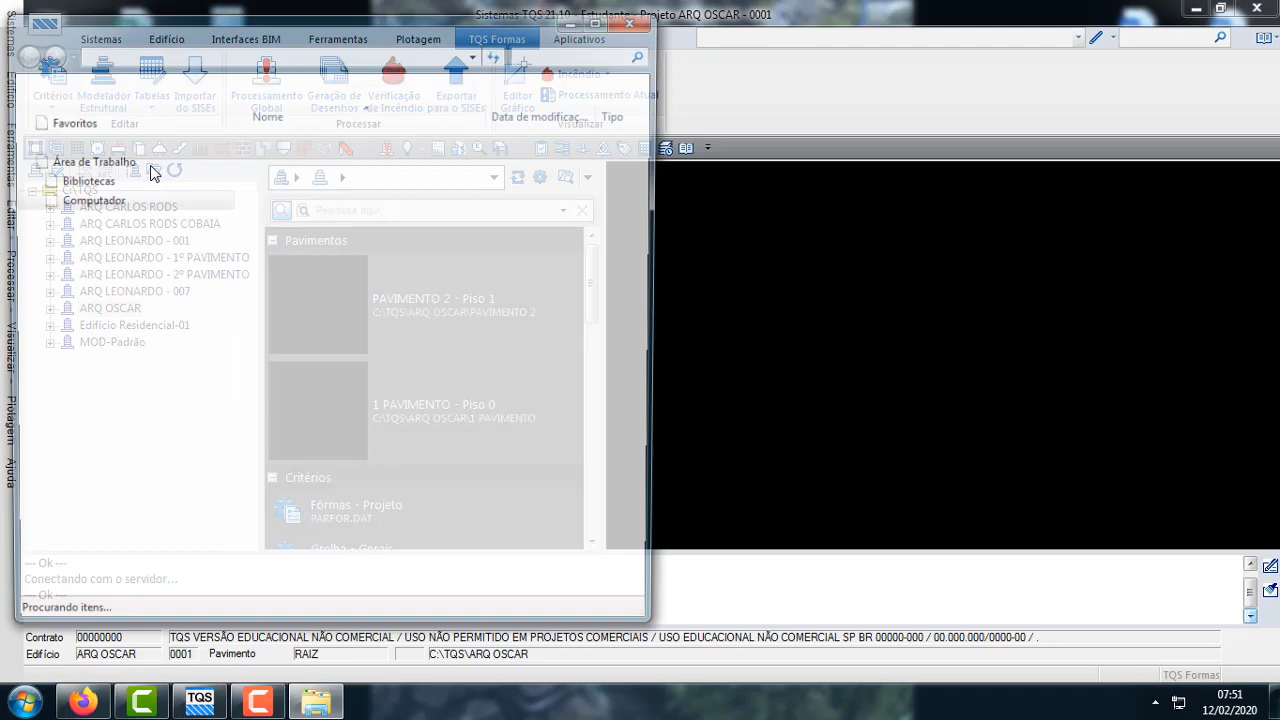 Sistemas TQS 21.10 - Estudante - Projeto ARQ OSCAR - 0001
Sistemas Edifício Interfaces BIM Ferramentas Plotagem TQS Formas Aplicativos
Critérios Modelador Estrutural Tabelas Importar do SISEs
Processamento Global Geração de Desenhos Verificação de Incêndio Exportar para o SISEs
Editor Gráfico Incêndio
Processamento Atual
Editar Processar Visualizar
Nome Data de modificaç... Tipo
Favoritos
Área de Trabalho
Bibliotecas
Computador
C:\TQS
ARQ CARLOS RODS
ARQ CARLOS RODS COBAIA
ARQ LEONARDO - 001
ARQ LEONARDO - 1º PAVIMENTO
ARQ LEONARDO - 2º PAVIMENTO
ARQ LEONARDO - 007
ARQ OSCAR
Edifício Residencial-01
MOD-Padrão
Pesquise aqui...
Pavimentos
PAVIMENTO 2 - Piso 1
C:\TQS\ARQ OSCAR\PAVIMENTO 2
1 PAVIMENTO - Piso 0
C:\TQS\ARQ OSCAR\1 PAVIMENTO
Critérios
Fôrmas - Projeto
PARFOR.DAT
Grelha - Gerais
--- Ok ---
Conectando com o servidor...
--- Ok ---
Procurando itens...
Contrato 00000000 TQS VERSÃO EDUCACIONAL NÃO COMERCIAL / USO NÃO PERMITIDO EM PROJETOS COMERCIAIS / USO EDUCACIONAL NÃO COMERCIAL SP BR 00000-000 / 00.000.000/0000-00 / .
Edifício ARQ OSCAR 0001 Pavimento RAIZ C:\TQS\ARQ OSCAR
TQS Formas
TQS
07:51
12/02/2020